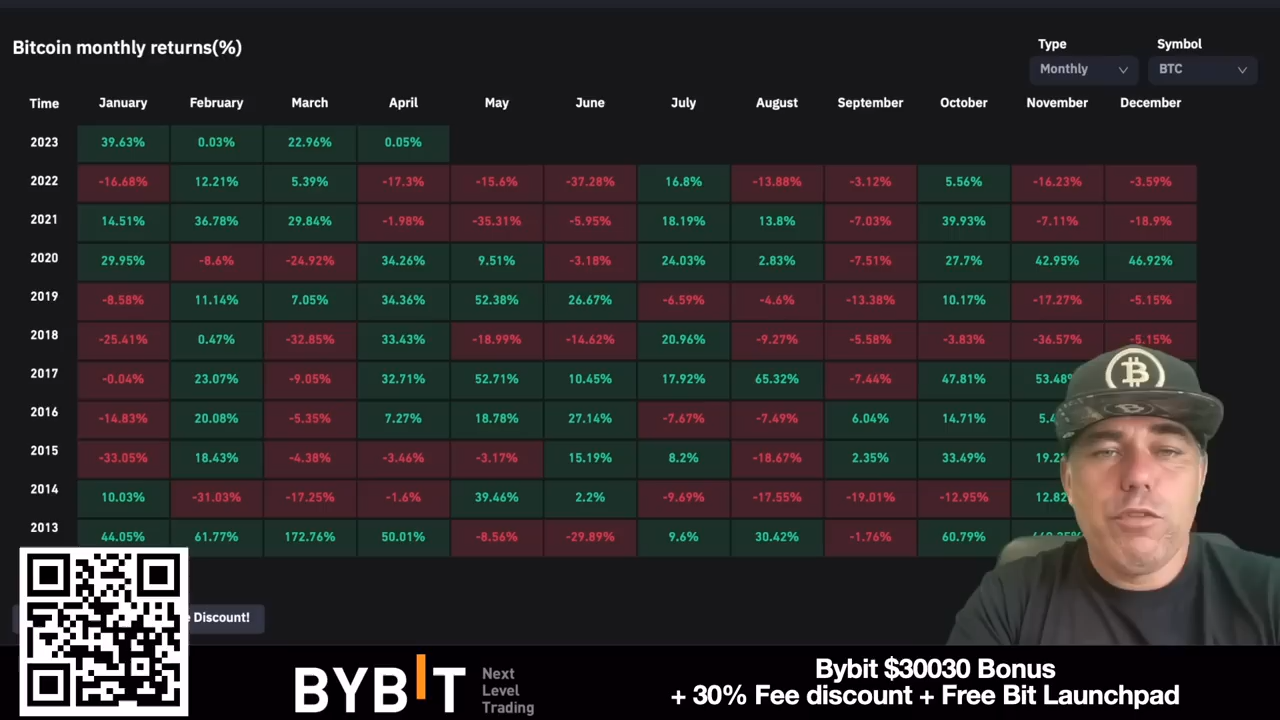 Bitcoin monthly returns(%)
Type Symbol
Monthly BTC
Time January February March April May June July August September October November December
2023 39.63% 0.03% 22.96% 0.05%
2022 -16.68% 12.21% 5.39% -17.3% -15.6% -37.28% 16.8% -13.88% -3.12% 5.56% -16.23% -3.59%
2021 14.51% 36.78% 29.84% -1.98% -35.31% -5.95% 18.19% 13.8% -7.03% 39.93% -7.11% -18.9%
2020 29.95% -8.6% -24.92% 34.26% 9.51% -3.18% 24.03% 2.83% -7.51% 27.7% 42.95% 46.92%
2019 -8.58% 11.14% 7.05% 34.36% 52.38% 26.67% -6.59% -4.6% -13.38% 10.17% -17.27% -5.15%
2018 -25.41% 0.47% -32.85% 33.43% -18.99% -14.62% 20.96% -9.27% -5.58% -3.83% -36.57% -5.15%
2017 -0.04% 23.07% -9.05% 32.71% 52.71% 10.45% 17.92% 65.32% -7.44% 47.81% 53.48%
2016 -14.83% 20.08% -5.35% 7.27% 18.78% 27.14% -7.67% -7.49% 6.04% 14.71%
2015 -33.05% 18.43% -4.38% -3.46% -3.17% 15.19% 8.2% -18.67% 2.35% 33.49%
2014 10.03% -31.03% -17.25% -1.6% 39.46% 2.2% -9.69% -17.55% -19.01% -12.95%
2013 44.05% 61.77% 172.76% 50.01% -8.56% -29.89% 9.6% 30.42% -1.76% 60.79%
Discount!
BYBIT
Next
Level
Trading
Bybit $30030 Bonus
+ 30% Fee discount + Free Bit Launchpad